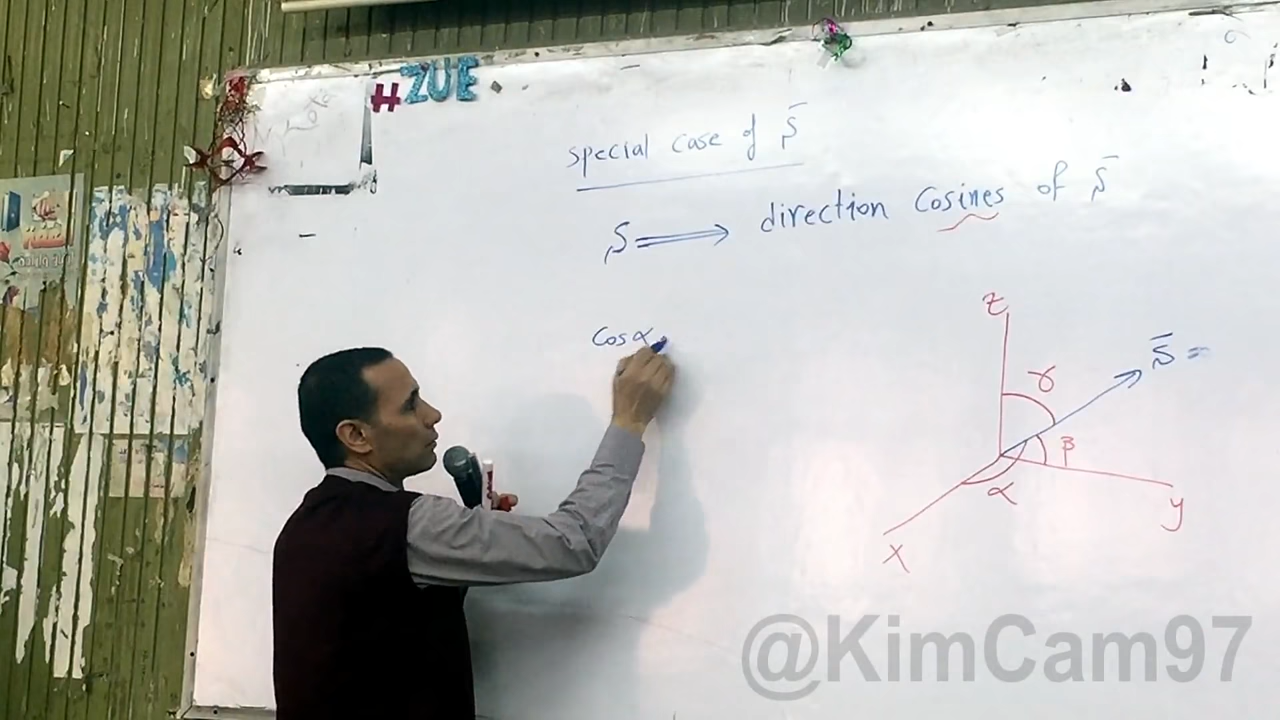 #ZUE
special case of S̄
S ⟹ direction cosines of S̄
cos α
z
S̄ =
γ
β
α
y
x
@KimCam97